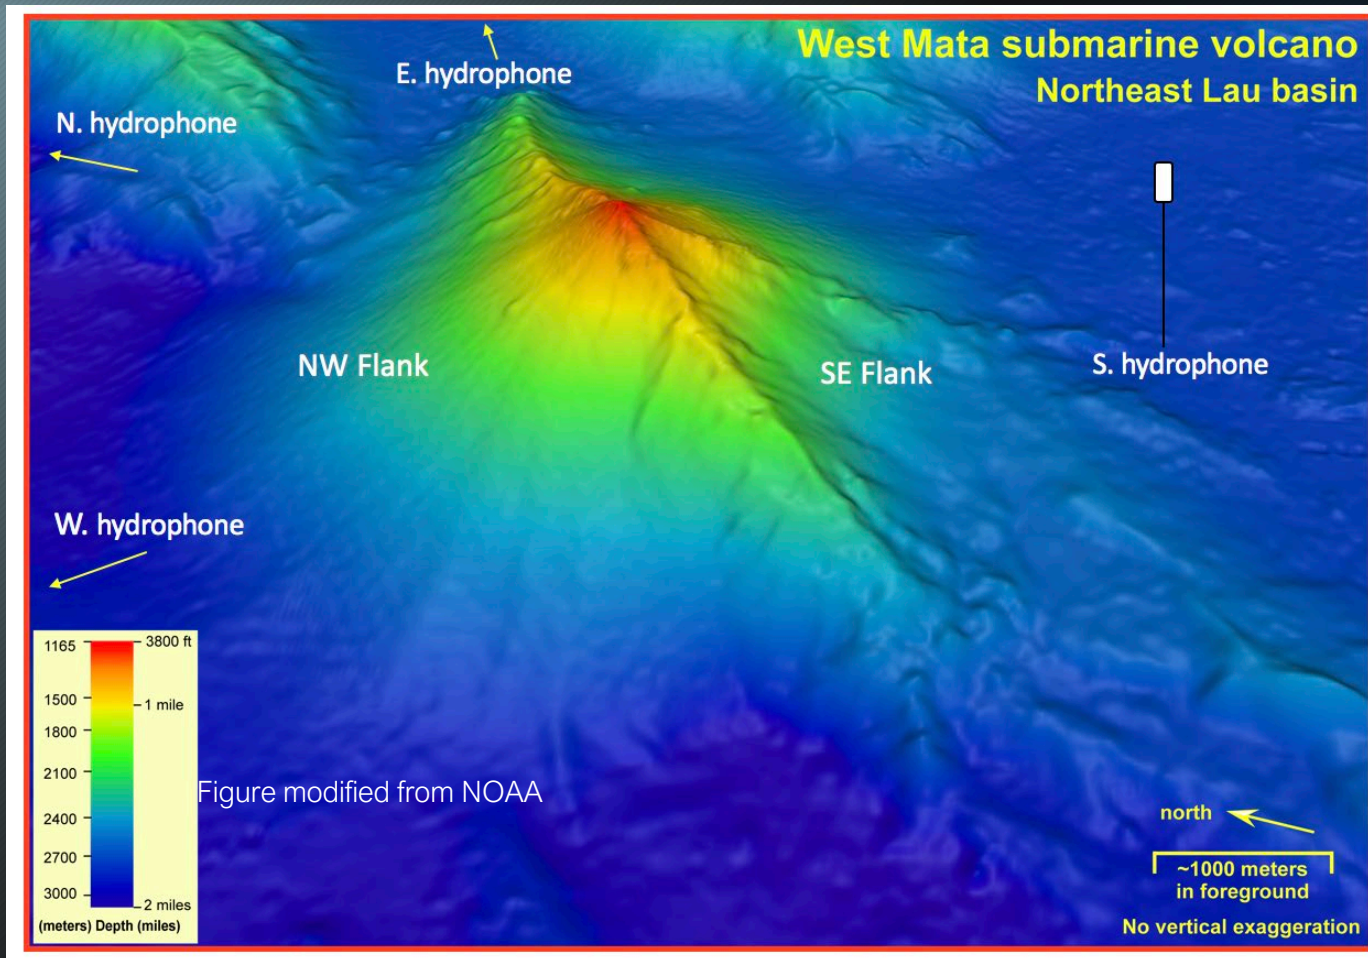 West Mata submarine volcano
Northeast Lau basin
E. hydrophone
N. hydrophone
NW Flank
SE Flank
S. hydrophone
W. hydrophone
1165
3800 ft
1500
1 mile
1800
2100
2400
2700
3000
2 miles
(meters) Depth (miles)
Figure modified from NOAA
north
~1000 meters
in foreground
No vertical exaggeration